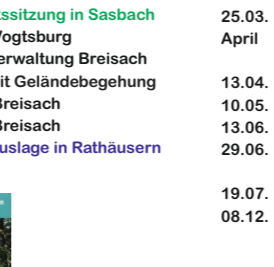 ssitzung in Sasbach 25.03.
Vogtsburg April
erwaltung Breisach
it Geländebegehung 13.04.
Breisach 10.05.
Breisach 13.06.
uslage in Rathäusern 29.06.
19.07.
08.12.